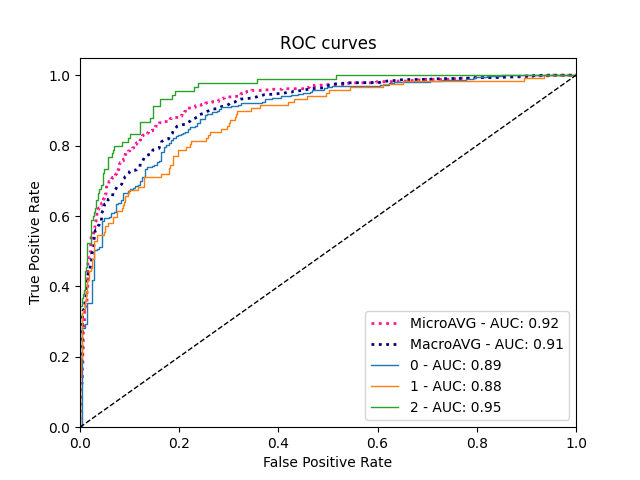 ROC curves
True Positive Rate
1.0
0.8
0.6
0.4
0.2
0.0
0.0 0.2 0.4 0.6 0.8 1.0
False Positive Rate
MicroAVG - AUC: 0.92
MacroAVG - AUC: 0.91
0 - AUC: 0.89
1 - AUC: 0.88
2 - AUC: 0.95